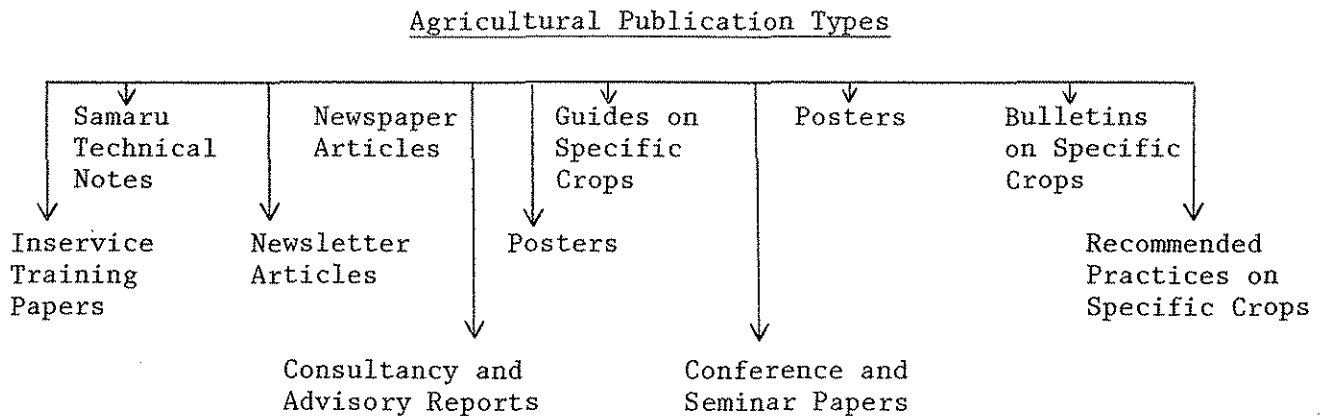 Agricultural Publication Types
Samaru
Technical
Notes
Newspaper
Articles
Guides on
Specific
Crops
Posters
Bulletins
on Specific
Crops
Inservice
Training
Papers
Newsletter
Articles
Posters
Recommended
Practices on
Specific Crops
Consultancy and
Advisory Reports
Conference and
Seminar Papers